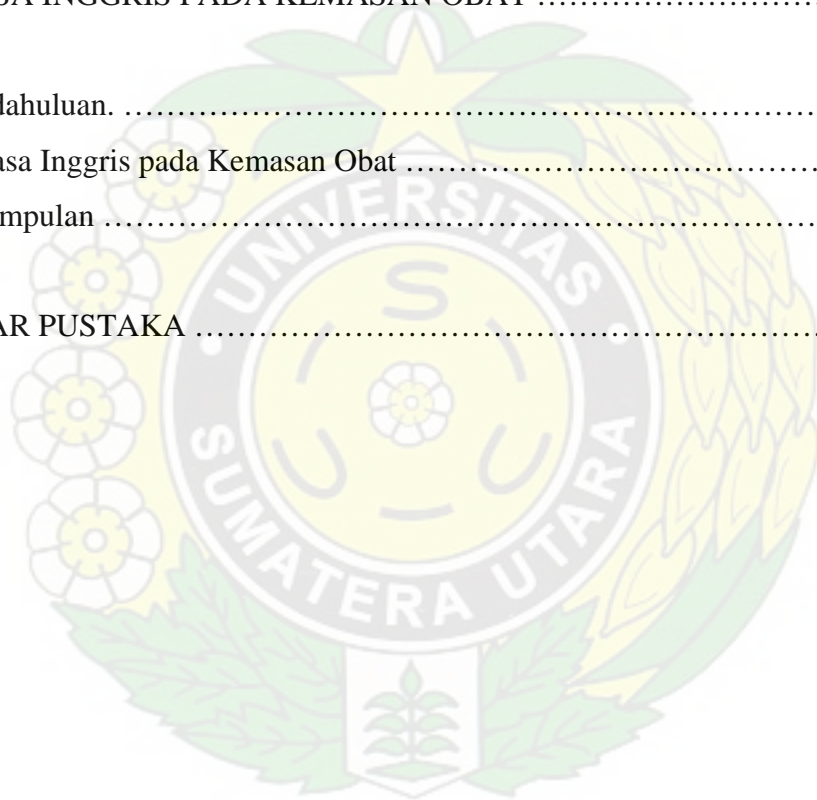 SA INGGRIS PADA KEMASAN OBAT ……………………
dahuluan. ……………………………………………………
asa Inggris pada Kemasan Obat ………………………………
mpulan ………………………………………………………
AR PUSTAKA ………………………………………………
UNIVERSITAS
SUMATERA UTARA
U S U